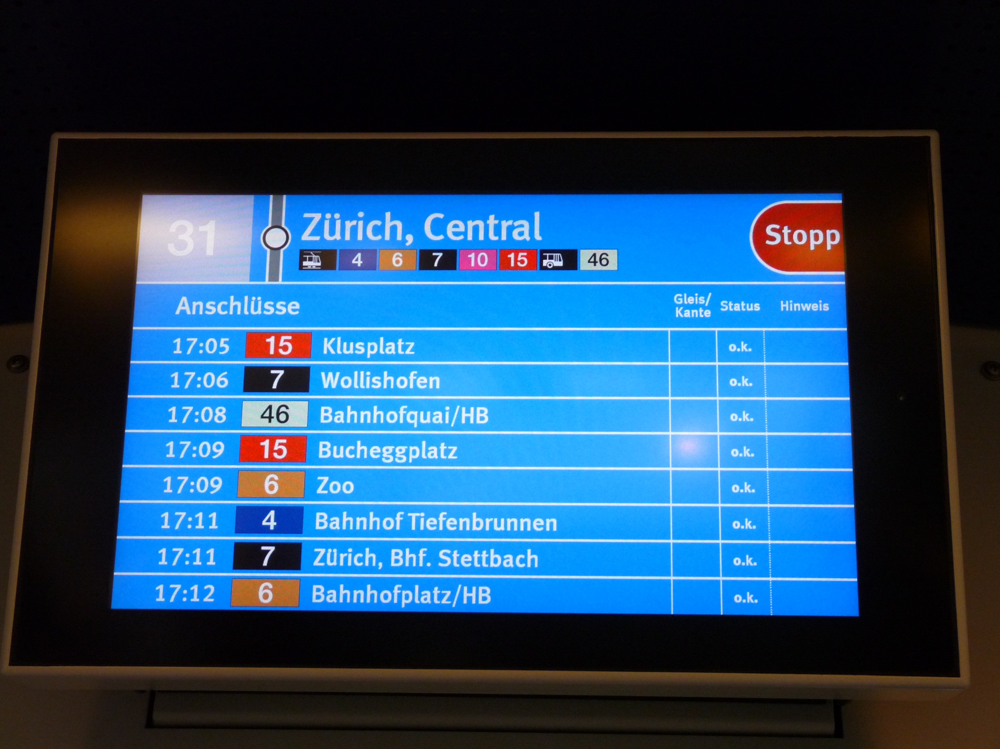 31
Zürich, Central
4 6 7 10 15 46
Stopp
Anschlüsse
Gleis/
Kante
Status
Hinweis
17:05 15 Klusplatz o.k.
17:06 7 Wollishofen o.k.
17:08 46 Bahnhofquai/HB o.k.
17:09 15 Bucheggplatz o.k.
17:09 6 Zoo o.k.
17:11 4 Bahnhof Tiefenbrunnen o.k.
17:11 7 Zürich, Bhf. Stettbach o.k.
17:12 6 Bahnhofplatz/HB o.k.